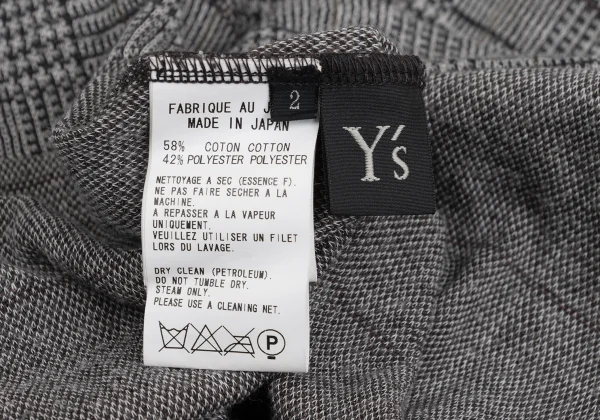 2
Y's
FABRIQUE AU J
MADE IN JAPAN
58% COTON COTTON
42% POLYESTER POLYESTER
NETTOYAGE A SEC (ESSENCE F).
NE PAS FAIRE SECHER A LA
MACHINE.
A REPASSER A LA VAPEUR
UNIQUEMENT.
VEUILLEZ UTILISER UN FILET
LORS DU LAVAGE.
DRY CLEAN (PETROLEUM).
DO NOT TUMBLE DRY.
STEAM ONLY.
PLEASE USE A CLEANING NET.
P